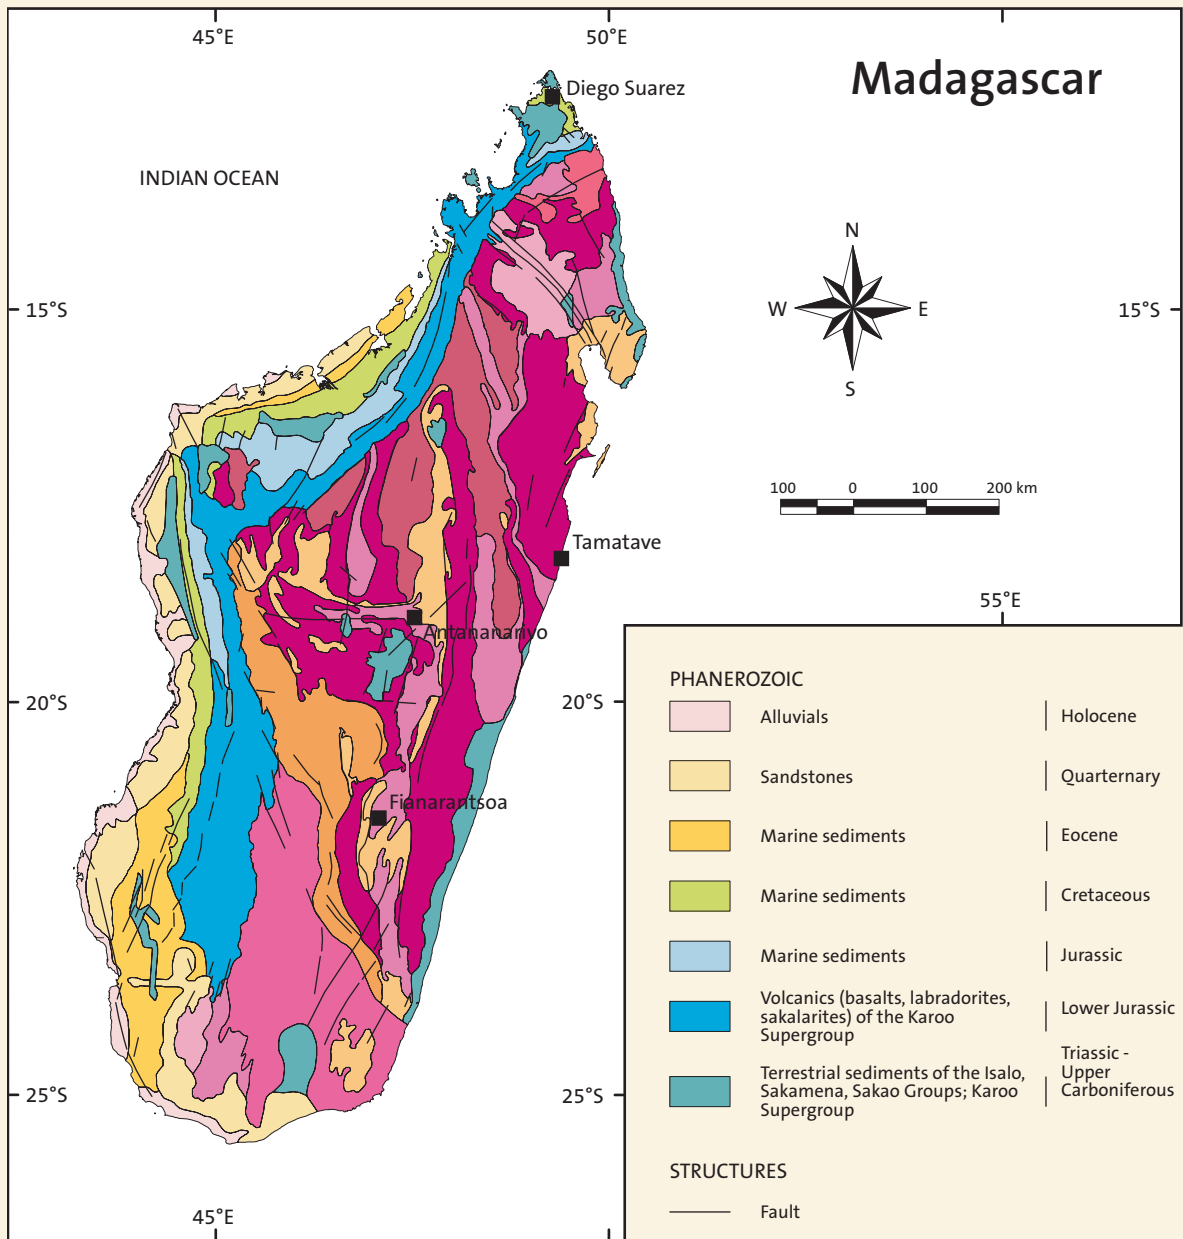 45°E
50°E
Madagascar
Diego Suarez
INDIAN OCEAN
N
W
E
S
15°S
15°S
100 0 100 200 km
Tamatave
55°E
Antananarivo
20°S
20°S
Fianarantsoa
25°S
25°S
45°E
PHANEROZOIC
Alluvials
Holocene
Sandstones
Quarternary
Marine sediments
Eocene
Marine sediments
Cretaceous
Marine sediments
Jurassic
Volcanics (basalts, labradorites,
sakalarites) of the Karoo
Supergroup
Lower Jurassic
Terrestrial sediments of the Isalo,
Sakamena, Sakao Groups; Karoo
Supergroup
Triassic -
Upper
Carboniferous
STRUCTURES
Fault